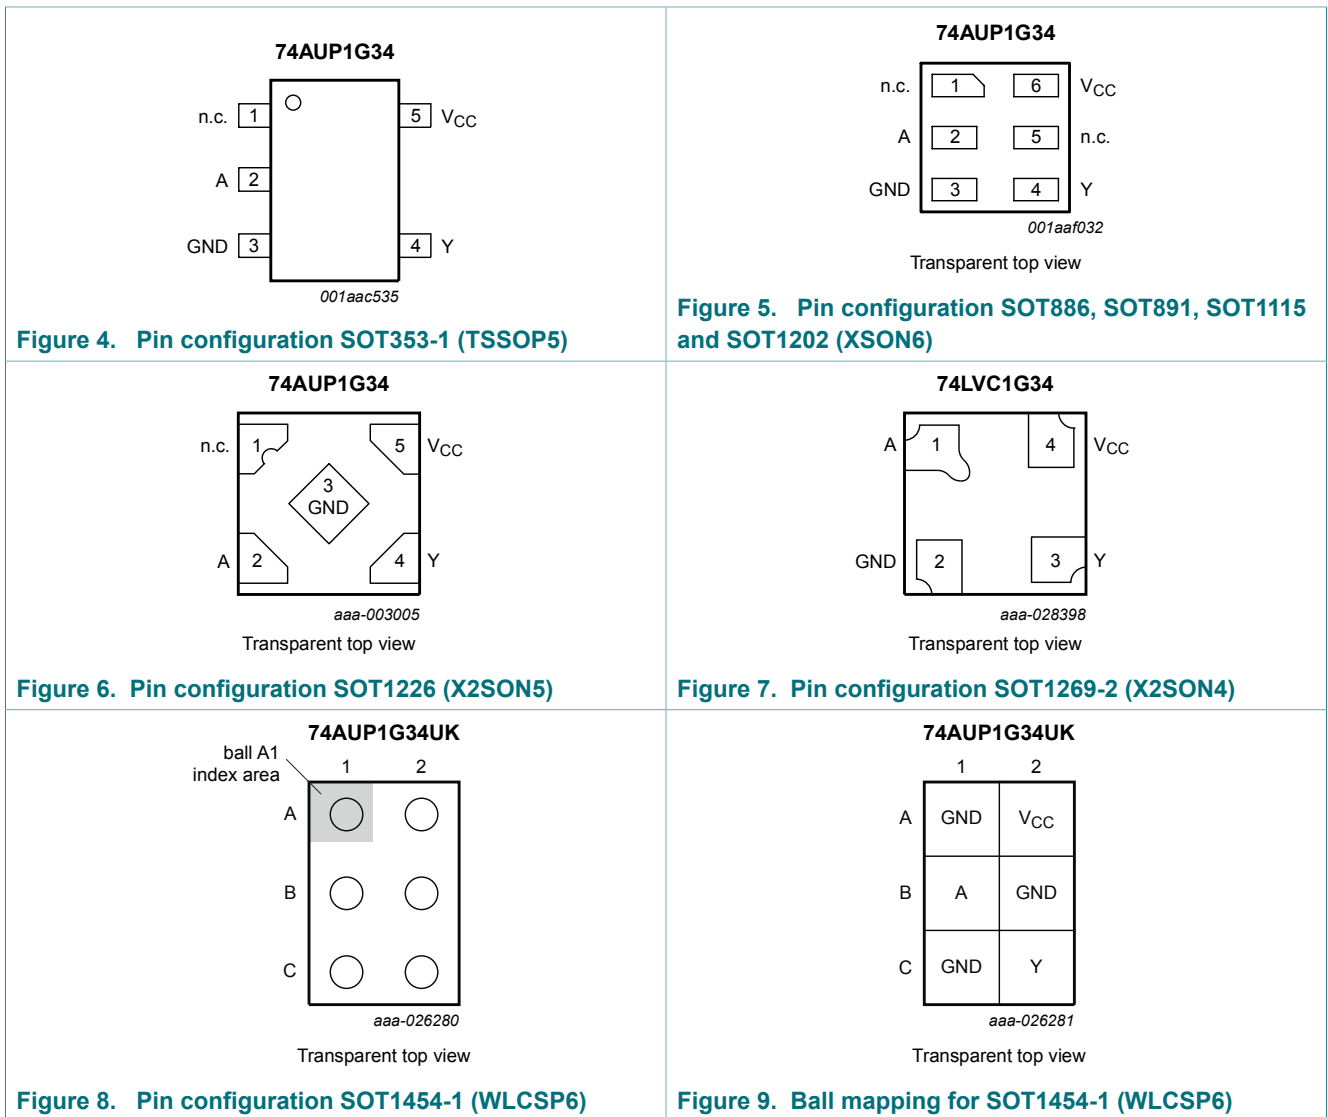 74AUP1G34
n.c. 1
5 VCC
A 2
GND 3
4 Y
001aac535
Figure 4. Pin configuration SOT353-1 (TSSOP5)
74AUP1G34
n.c. 1 6 VCC
A 2 5 n.c.
GND 3 4 Y
001aaf032
Transparent top view
Figure 5. Pin configuration SOT886, SOT891, SOT1115
and SOT1202 (XSON6)
74AUP1G34
n.c. 1 5 VCC
3
GND
A 2 4 Y
aaa-003005
Transparent top view
Figure 6. Pin configuration SOT1226 (X2SON5)
74LVC1G34
A 1 4 VCC
GND 2 3 Y
aaa-028398
Transparent top view
Figure 7. Pin configuration SOT1269-2 (X2SON4)
74AUP1G34UK
ball A1
index area
1 2
A
B
C
aaa-026280
Transparent top view
Figure 8. Pin configuration SOT1454-1 (WLCSP6)
74AUP1G34UK
1 2
A GND VCC
B A GND
C GND Y
aaa-026281
Transparent top view
Figure 9. Ball mapping for SOT1454-1 (WLCSP6)